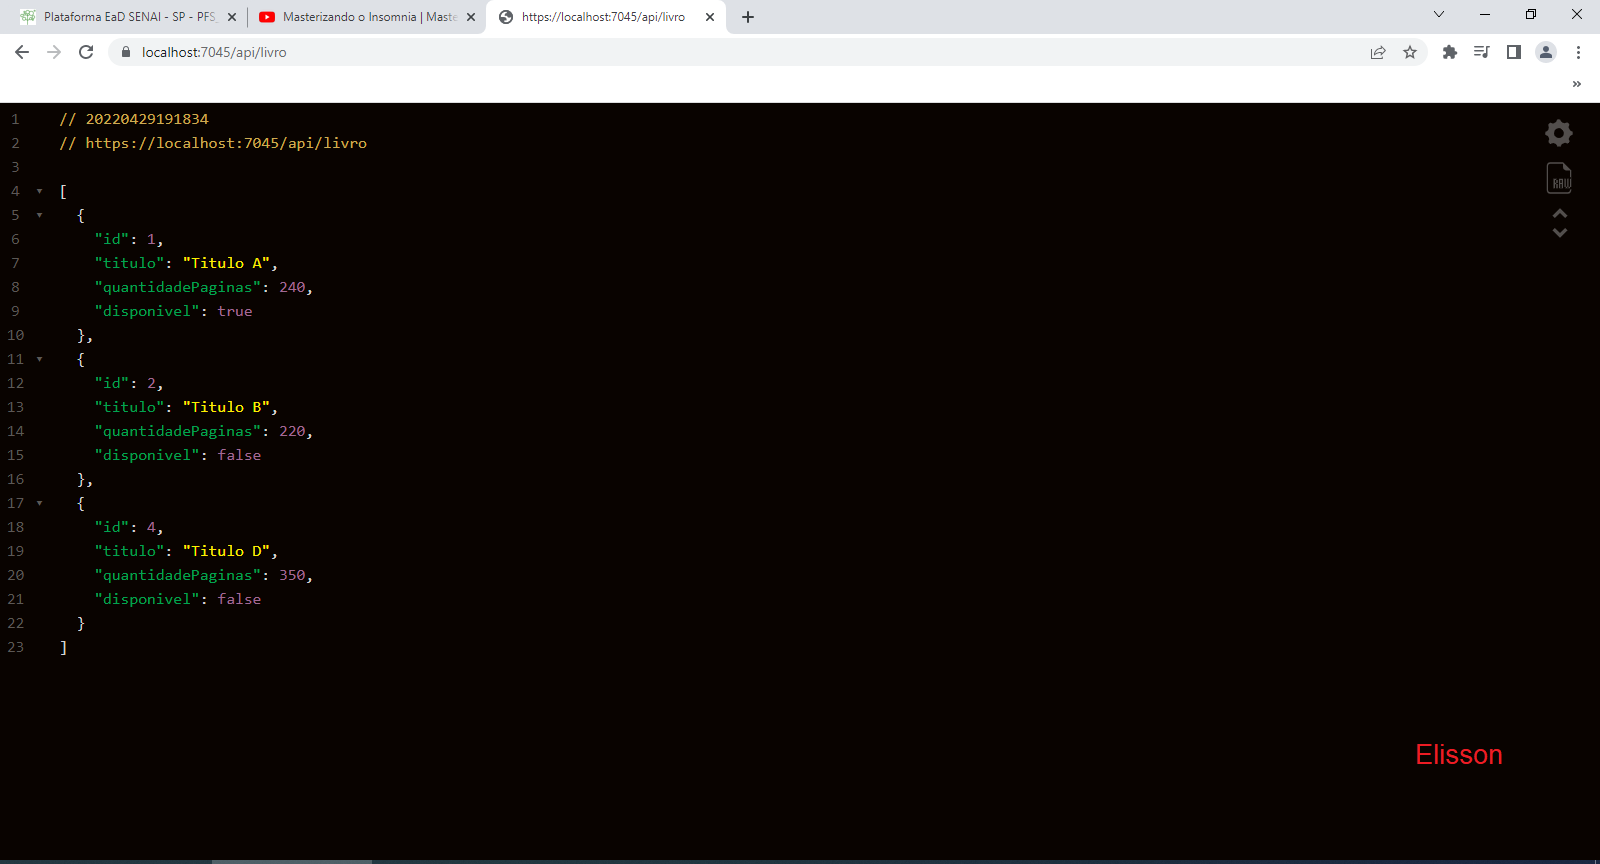 Plataforma EaD SENAI - SP - PFS_
Masterizando o Insomnia | Maste
https://localhost:7045/api/livro
localhost:7045/api/livro
»
1 // 20220429191834
2 // https://localhost:7045/api/livro
3
4 [
5 {
6 "id": 1,
7 "titulo": "Titulo A",
8 "quantidadePaginas": 240,
9 "disponivel": true
10 },
11 {
12 "id": 2,
13 "titulo": "Titulo B",
14 "quantidadePaginas": 220,
15 "disponivel": false
16 },
17 {
18 "id": 4,
19 "titulo": "Titulo D",
20 "quantidadePaginas": 350,
21 "disponivel": false
22 }
23 ]
RAW
Elisson